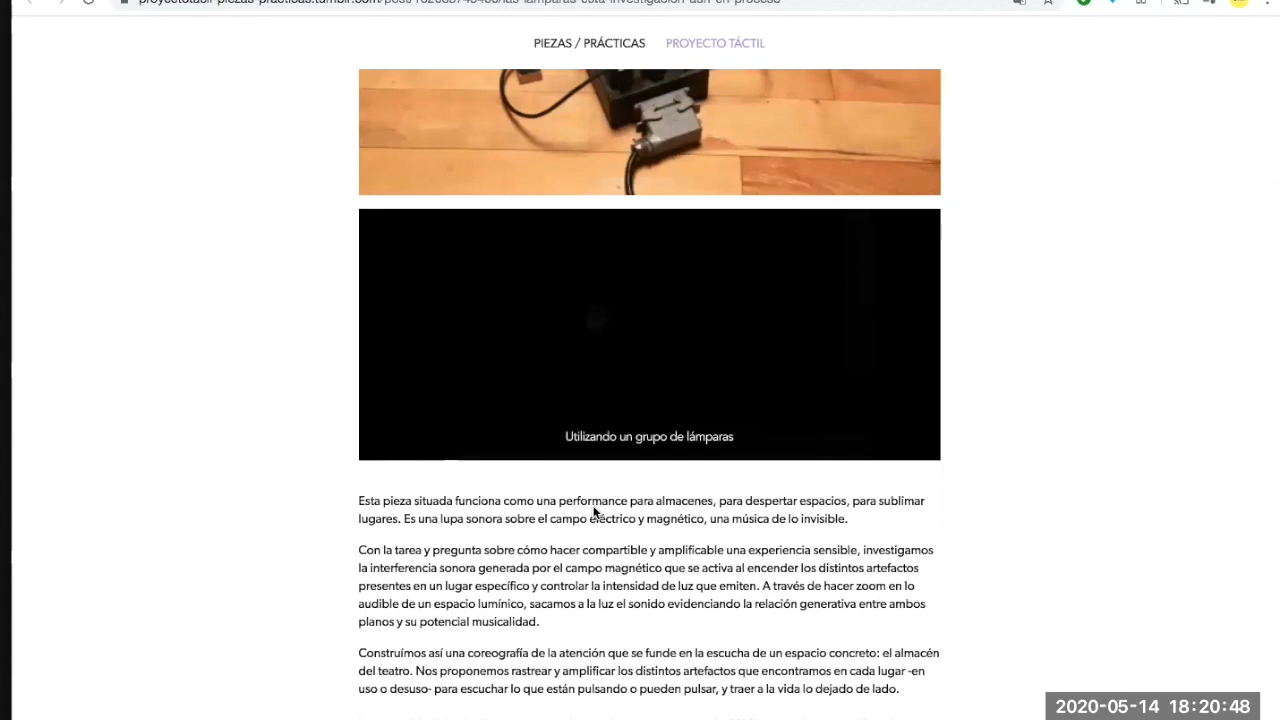 PIEZAS / PRÁCTICAS PROYECTO TÁCTIL
Utilizando un grupo de lámparas
Esta pieza situada funciona como una performance para almacenes, para despertar espacios, para sublimar
lugares. Es una lupa sonora sobre el campo eléctrico y magnético, una música de lo invisible.
Con la tarea y pregunta sobre cómo hacer compartible y amplificable una experiencia sensible, investigamos
la interferencia sonora generada por el campo magnético que se activa al encender los distintos artefactos
presentes en un lugar específico y controlar la intensidad de luz que emiten. A través de hacer zoom en lo
audible de un espacio lumínico, sacamos a la luz el sonido evidenciando la relación generativa entre ambos
planos y su potencial musicalidad.
Construímos así una coreografía de la atención que se funde en la escucha de un espacio concreto: el almacén
del teatro. Nos proponemos rastrear y amplificar los distintos artefactos que encontramos en cada lugar -en
uso o desuso- para escuchar lo que están pulsando o pueden pulsar, y traer a la vida lo dejado de lado.
2020-05-14 18:20:48